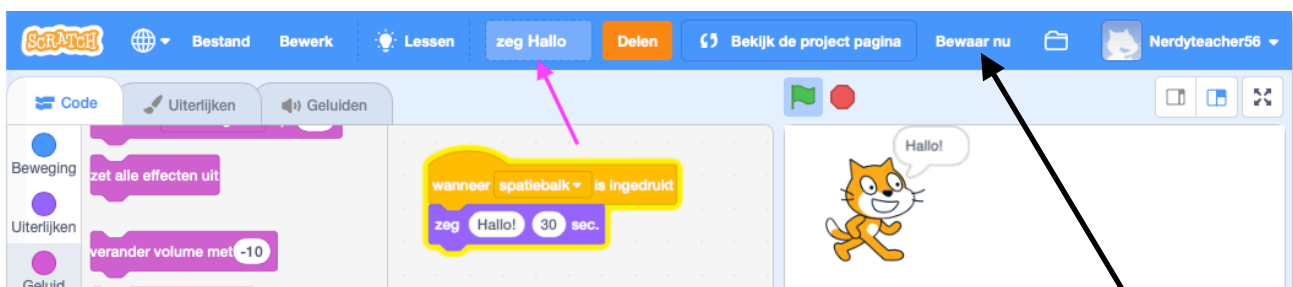 SCRATCH Bestand Bewerk Lessen zeg Hallo Delen Bekijk de project pagina Bewaar nu Nerdyteacher56
Code Uiterlijken Geluiden
Beweging
Uiterlijken
Geluid
zet alle effecten uit
verander volume met -10
wanneer spatiebalk is ingedrukt
zeg Hallo! 30 sec.
Hallo!